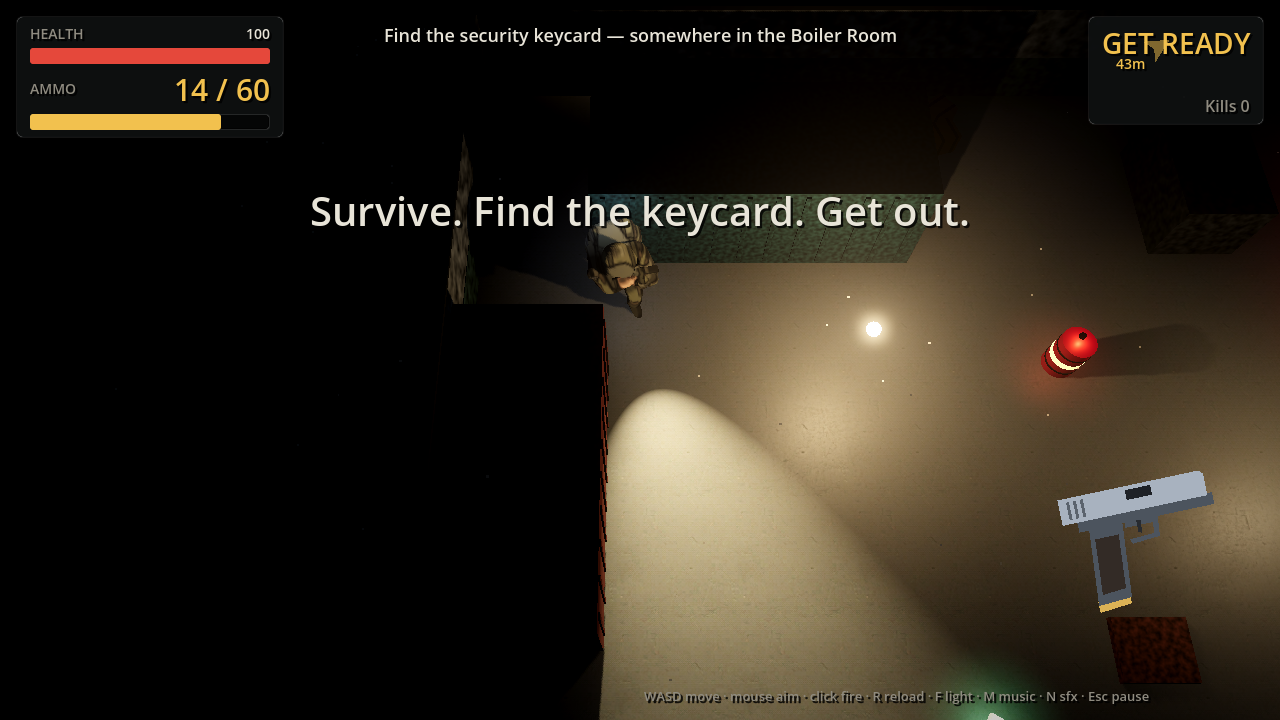 HEALTH 100
AMMO 14 / 60
Find the security keycard — somewhere in the Boiler Room
GET READY
43m
Kills 0
Survive. Find the keycard. Get out.
WASD move · mouse aim · click fire · R reload · F light · M music · N sfx · Esc pause